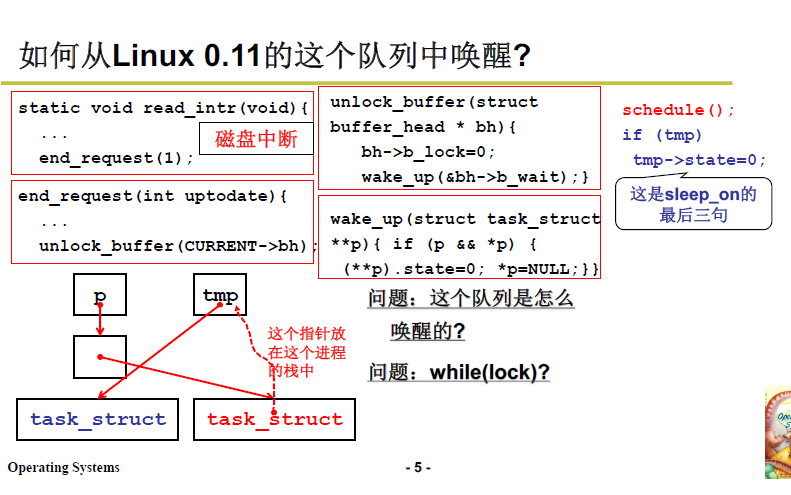 如何从Linux 0.11的这个队列中唤醒?
static void read_intr(void){
...
end_request(1);
磁盘中断
end_request(int uptodate){
...
unlock_buffer(CURRENT->bh);
unlock_buffer(struct
buffer_head * bh){
bh->b_lock=0;
wake_up(&bh->b_wait);}
wake_up(struct task_struct
**p){ if (p && *p) {
(**p).state=0; *p=NULL;}}
schedule();
if (tmp)
tmp->state=0;
这是sleep_on的
最后三句
p
tmp
这个指针放
在这个进程
的栈中
task_struct
task_struct
问题：这个队列是怎么
唤醒的?
问题：while(lock)?
Operating Systems
- 5 -